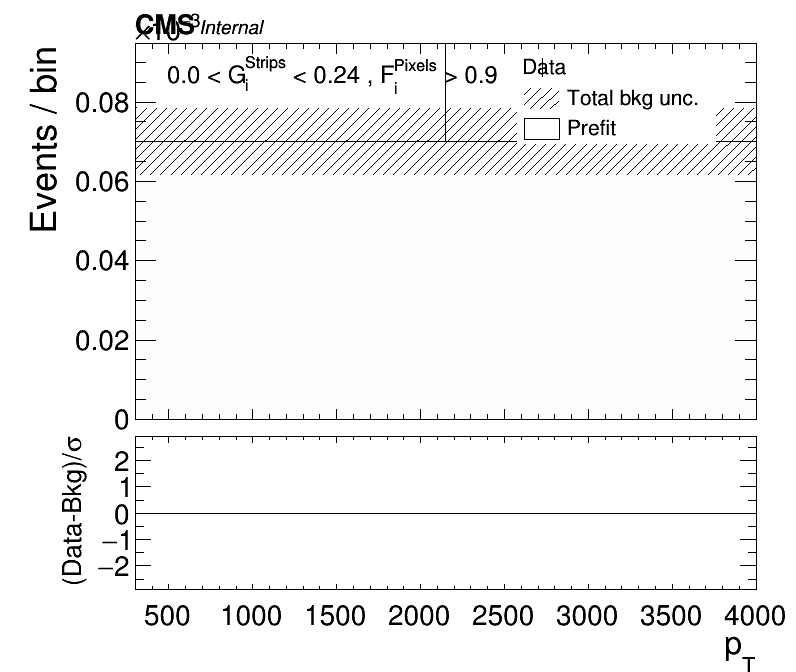 CMS Internal
×10³
0.0 < G_i^Strips < 0.24 , F_i^Pixels > 0.9
Data
Total bkg unc.
Prefit
Events / bin
0.08
0.06
0.04
0.02
0
(Data-Bkg)/σ
2
1
0
−1
−2
500 1000 1500 2000 2500 3000 3500 4000
p_T